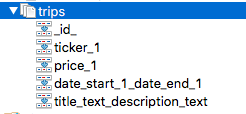 trips
_id_
ticker_1
price_1
date_start_1_date_end_1
title_text_description_text